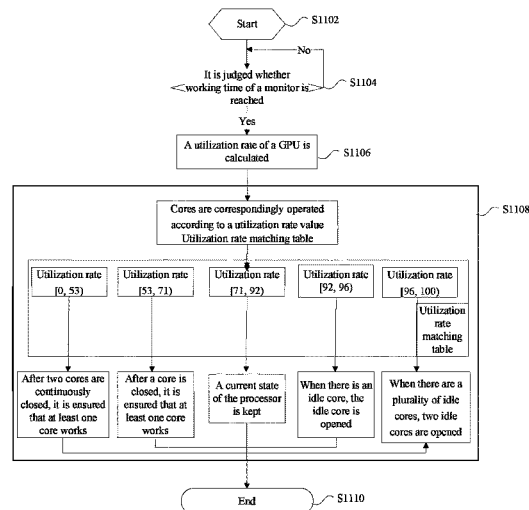 Start
S1102
No
It is judged whether
working time of a monitor is
reached
S1104
Yes
A utilization rate of a GPU is
calculated
S1106
S1108
Cores are correspondingly operated
according to a utilization rate value
Utilization rate matching table
Utilization rate
[0, 53)
Utilization rate
[53, 71)
Utilization rate
[71, 92)
Utilization rate
[92, 96)
Utilization rate
[96, 100)
Utilization rate
matching
table
After two cores are
continuously
closed, it is ensured
that at least one
core works
After a core is
closed, it is
ensured that at
least one core
works
A current state
of the processor
is kept
When there is an
idle core, the
idle core is
opened
When there are a
plurality of idle
cores, two idle
cores are opened
End
S1110